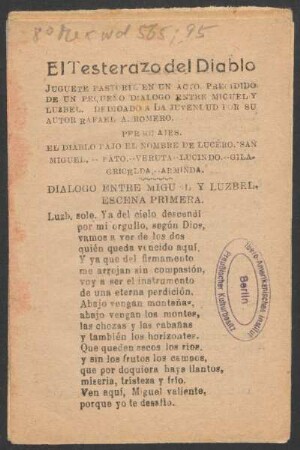 8° Mex vd 565; 95
El Testerazo del Diablo
JUGUETE PASTORIL EN UN ACTO. PRECEDIDO
DE UN PEQUEÑO DIALOGO ENTRE MIGUEL Y
LUZBEL. DEDICADO A LA JUVENTUD POR SU
AUTOR RAFAEL A. ROMERO.
PERSONAJES.
EL DIABLO BAJO EL NOMBRE DE LUCERO. SAN
MIGUEL, -- PATO. -- VERUTA -- LUCINDO -- GILA --
GRICELDA, -- ARMINDA.
DIALOGO ENTRE MIGUEL Y LUZBEL.
ESCENA PRIMERA.
Luzb, solo. Ya del cielo descendí
por mi orgullo, según Dios,
vamos a ver de los dos
quién queda vencido aquí,
Y ya que del firmamento
me arrojan sin compasión,
voy a ser el instrumento
de una eterna perdición.
Abajo vengan montañas,
abajo vengan los montes,
las chozas y las cabañas
y también los horizontes.
Que queden secos los rios,
y sin los frutos los campos,
que por doquiera haya llantos,
miseria, tristeza y frío.
Ven aquí, Miguel valiente,
porque yo te desafío.
Ibero-Amerikanisches Institut
Berlin
Preußischer Kulturbesitz